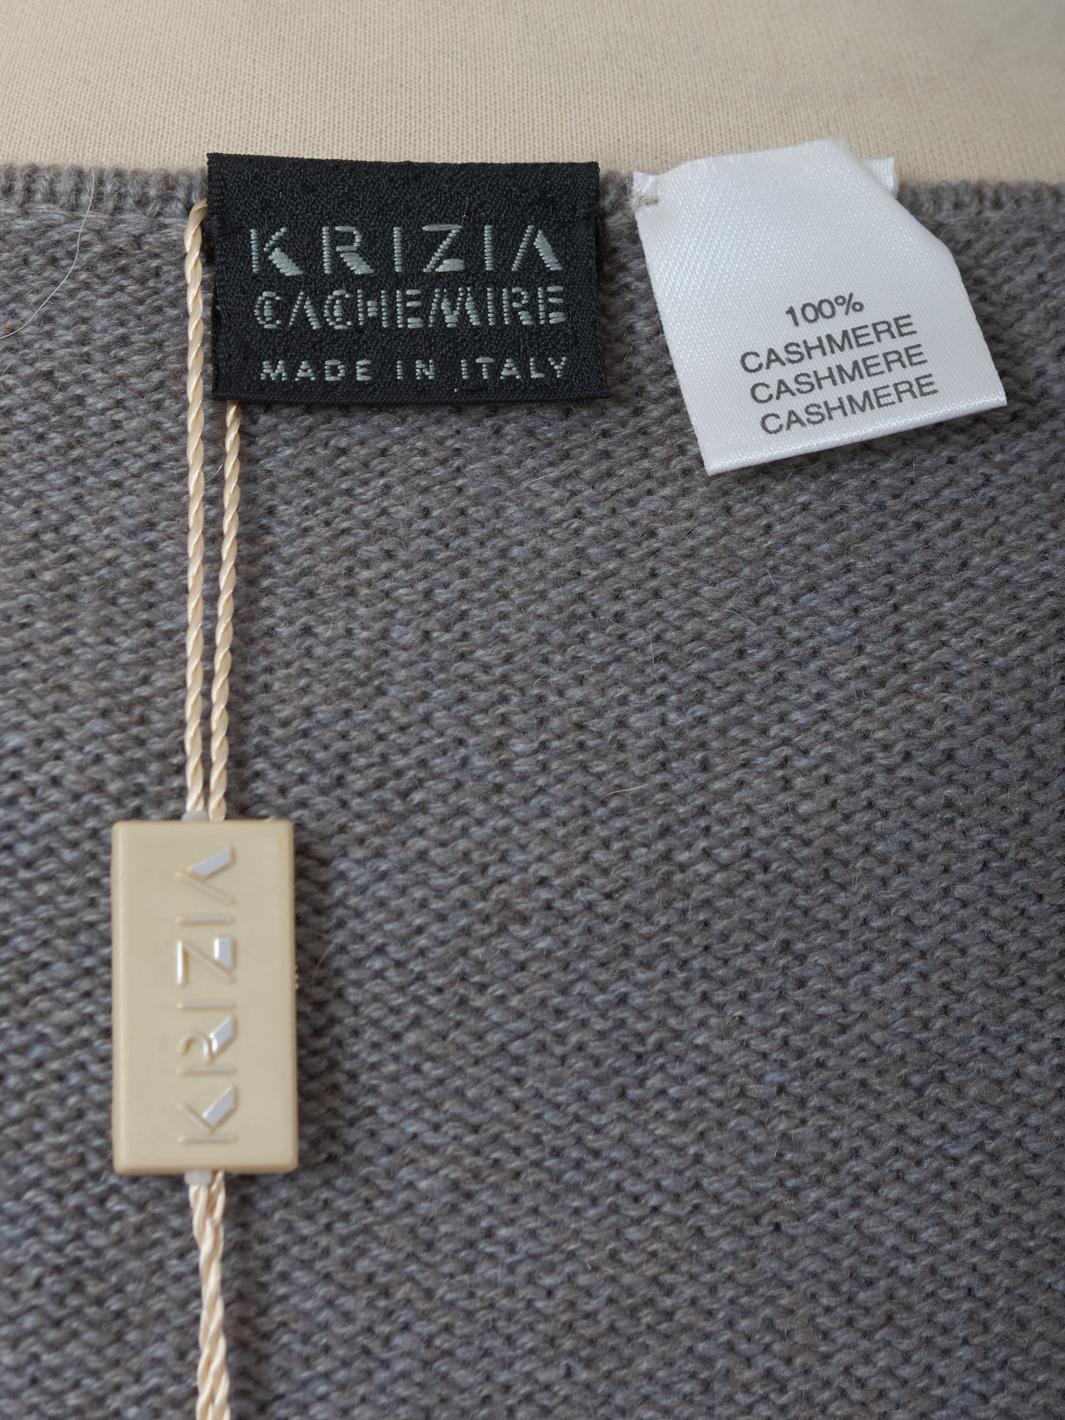 KRIZIA
CACHEMIRE
MADE IN ITALY
100%
CASHMERE
CASHMERE
CASHMERE
KRIZIA